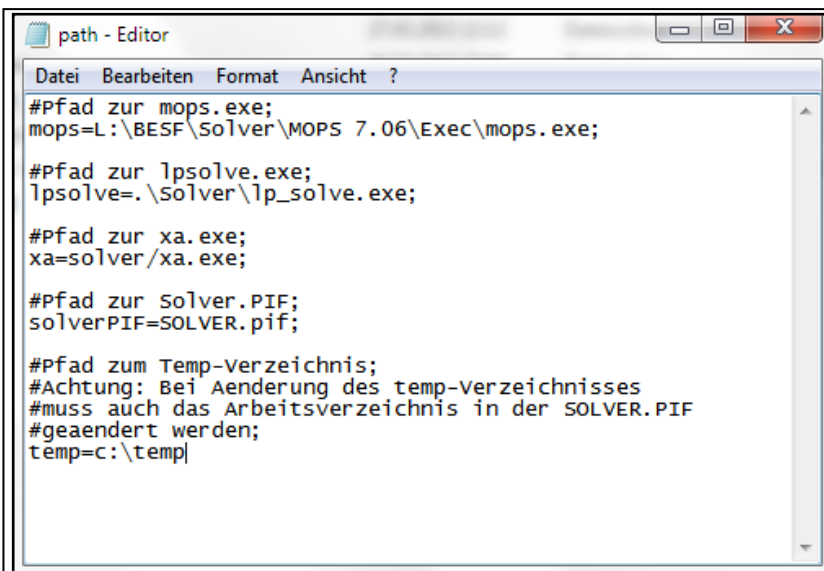 path - Editor
Datei Bearbeiten Format Ansicht ?
#Pfad zur mops.exe;
mops=L:\BESF\Solver\MOPS 7.06\Exec\mops.exe;
#Pfad zur lpsolve.exe;
lpsolve=.\Solver\lp_solve.exe;
#Pfad zur xa.exe;
xa=solver/xa.exe;
#Pfad zur Solver.PIF;
solverPIF=SOLVER.pif;
#Pfad zum Temp-Verzeichnis;
#Achtung: Bei Aenderung des temp-Verzeichnisses
#muss auch das Arbeitsverzeichnis in der SOLVER.PIF
#geaendert werden;
temp=c:\temp